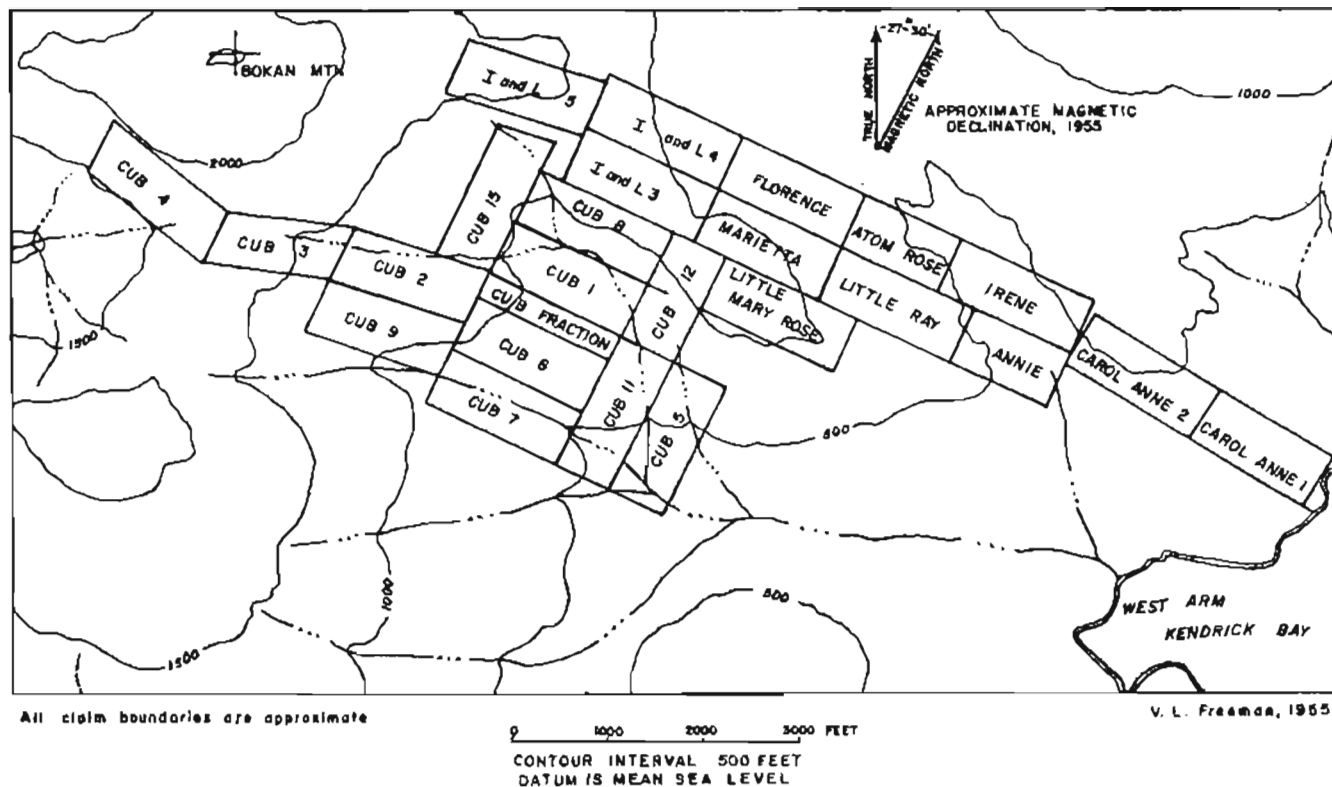 BOKAN MTN
2000
1500
I and L 5
I and L 4
I and L 3
27°30'
TRUE NORTH
MAGNETIC NORTH
APPROXIMATE MAGNETIC
DECLINATION, 1955
1000
CUB 4
CUB 3
CUB 2
CUB 9
CUB 13
CUB 8
CUB 1
CUB FRACTION
CUB 6
CUB 7
CUB 12
CUB 11
CUB 5
FLORENCE
MARIETTA
LITTLE
MARY ROSE
ATOM ROSE
LITTLE RAY
IRENE
ANNIE
CAROL ANNE 2
CAROL ANNE 1
500
1000
1500
500
WEST ARM
KENDRICK BAY
All claim boundaries are approximate
V. L. Freeman, 1955
0 1000 2000 3000 FEET
CONTOUR INTERVAL 500 FEET
DATUM IS MEAN SEA LEVEL